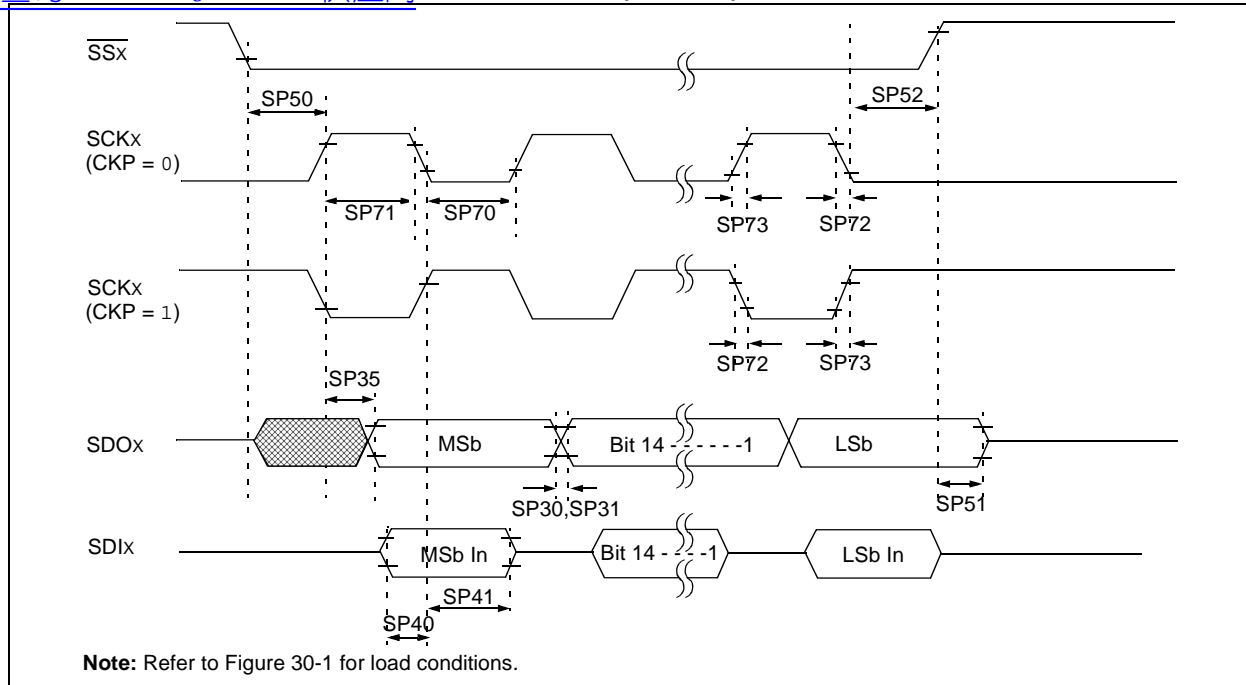 SSX
SP50
SP52
SCKX
(CKP = 0)
SP71
SP70
SP73
SP72
SCKX
(CKP = 1)
SP72
SP73
SP35
SDOX
MSb
Bit 14 - - - - - -1
LSb
SP30,SP31
SP51
SDIX
MSb In
Bit 14 - - - -1
LSb In
SP41
SP40
Note: Refer to Figure 30-1 for load conditions.